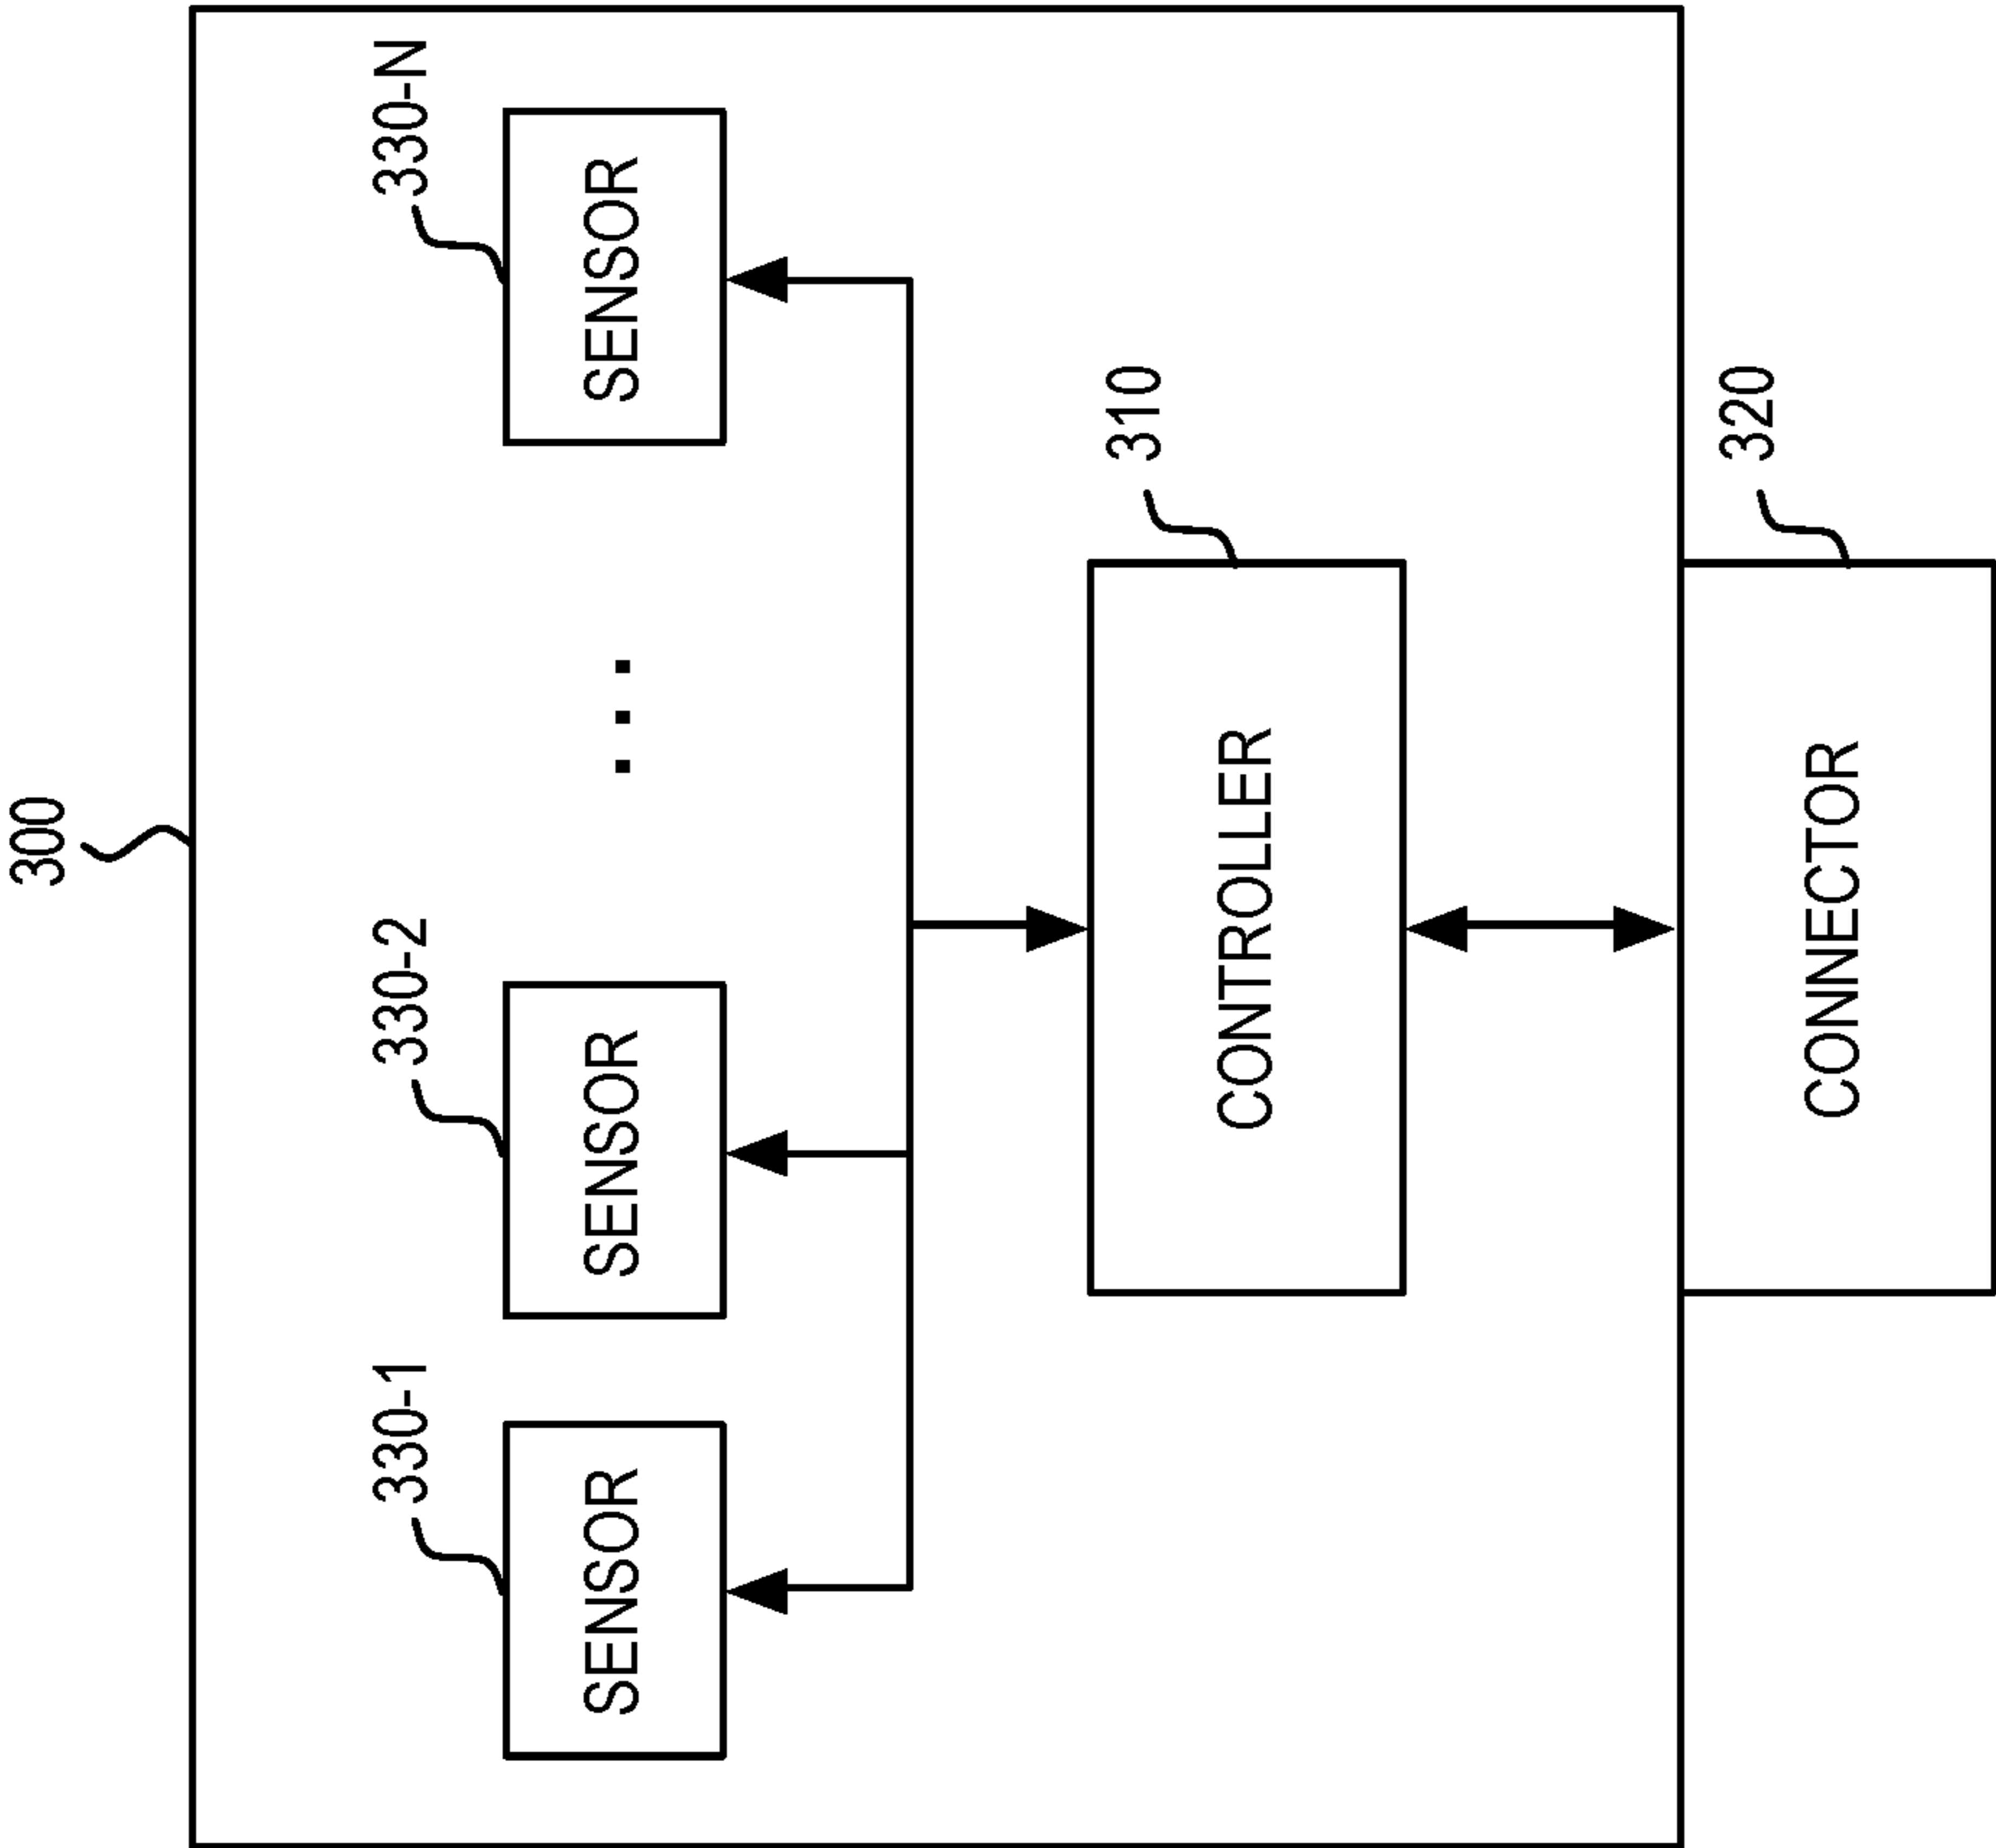 300
330-1
330-2
330-N
SENSOR
SENSOR
...
SENSOR
310
CONTROLLER
320
CONNECTOR